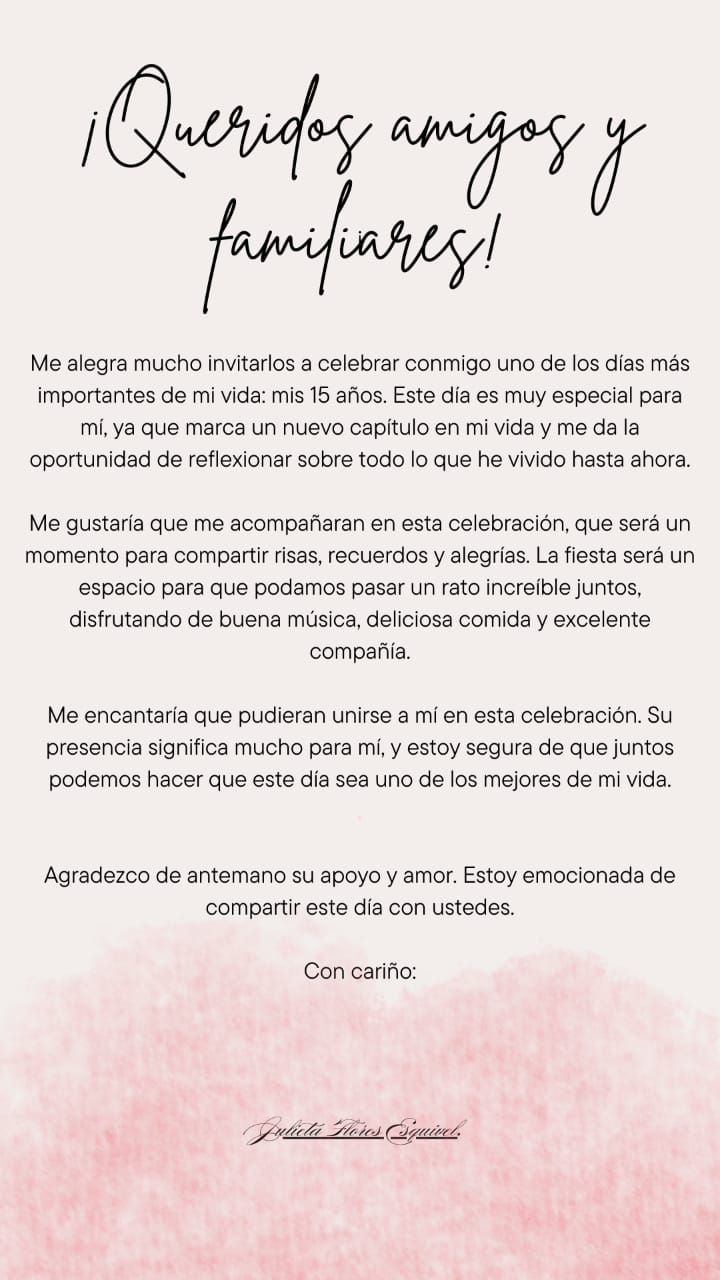 ¡Queridos amigos y
familiares!
Me alegra mucho invitarlos a celebrar conmigo uno de los días más
importantes de mi vida: mis 15 años. Este día es muy especial para
mí, ya que marca un nuevo capítulo en mi vida y me da la
oportunidad de reflexionar sobre todo lo que he vivido hasta ahora.
Me gustaría que me acompañaran en esta celebración, que será un
momento para compartir risas, recuerdos y alegrías. La fiesta será un
espacio para que podamos pasar un rato increíble juntos,
disfrutando de buena música, deliciosa comida y excelente
compañía.
Me encantaría que pudieran unirse a mí en esta celebración. Su
presencia significa mucho para mí, y estoy segura de que juntos
podemos hacer que este día sea uno de los mejores de mi vida.
Agradezco de antemano su apoyo y amor. Estoy emocionada de
compartir este día con ustedes.
Con cariño:
Julieta Flores Esquivel.